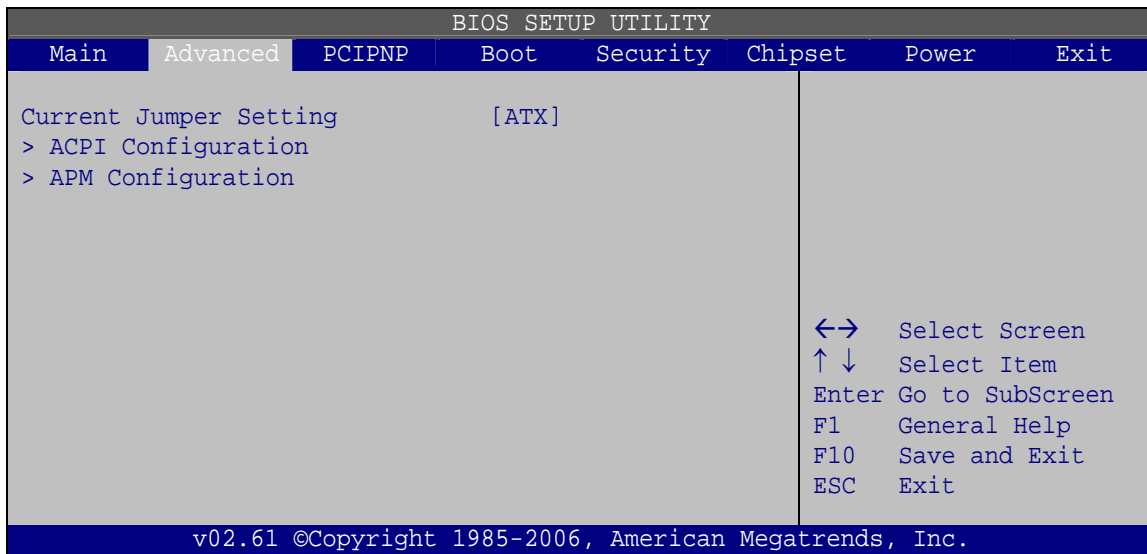 BIOS SETUP UTILITY
Main Advanced PCIPNP Boot Security Chipset Power Exit
Current Jumper Setting [ATX]
> ACPI Configuration
> APM Configuration
←→ Select Screen
↑ ↓ Select Item
Enter Go to SubScreen
F1 General Help
F10 Save and Exit
ESC Exit
v02.61 ©Copyright 1985-2006, American Megatrends, Inc.